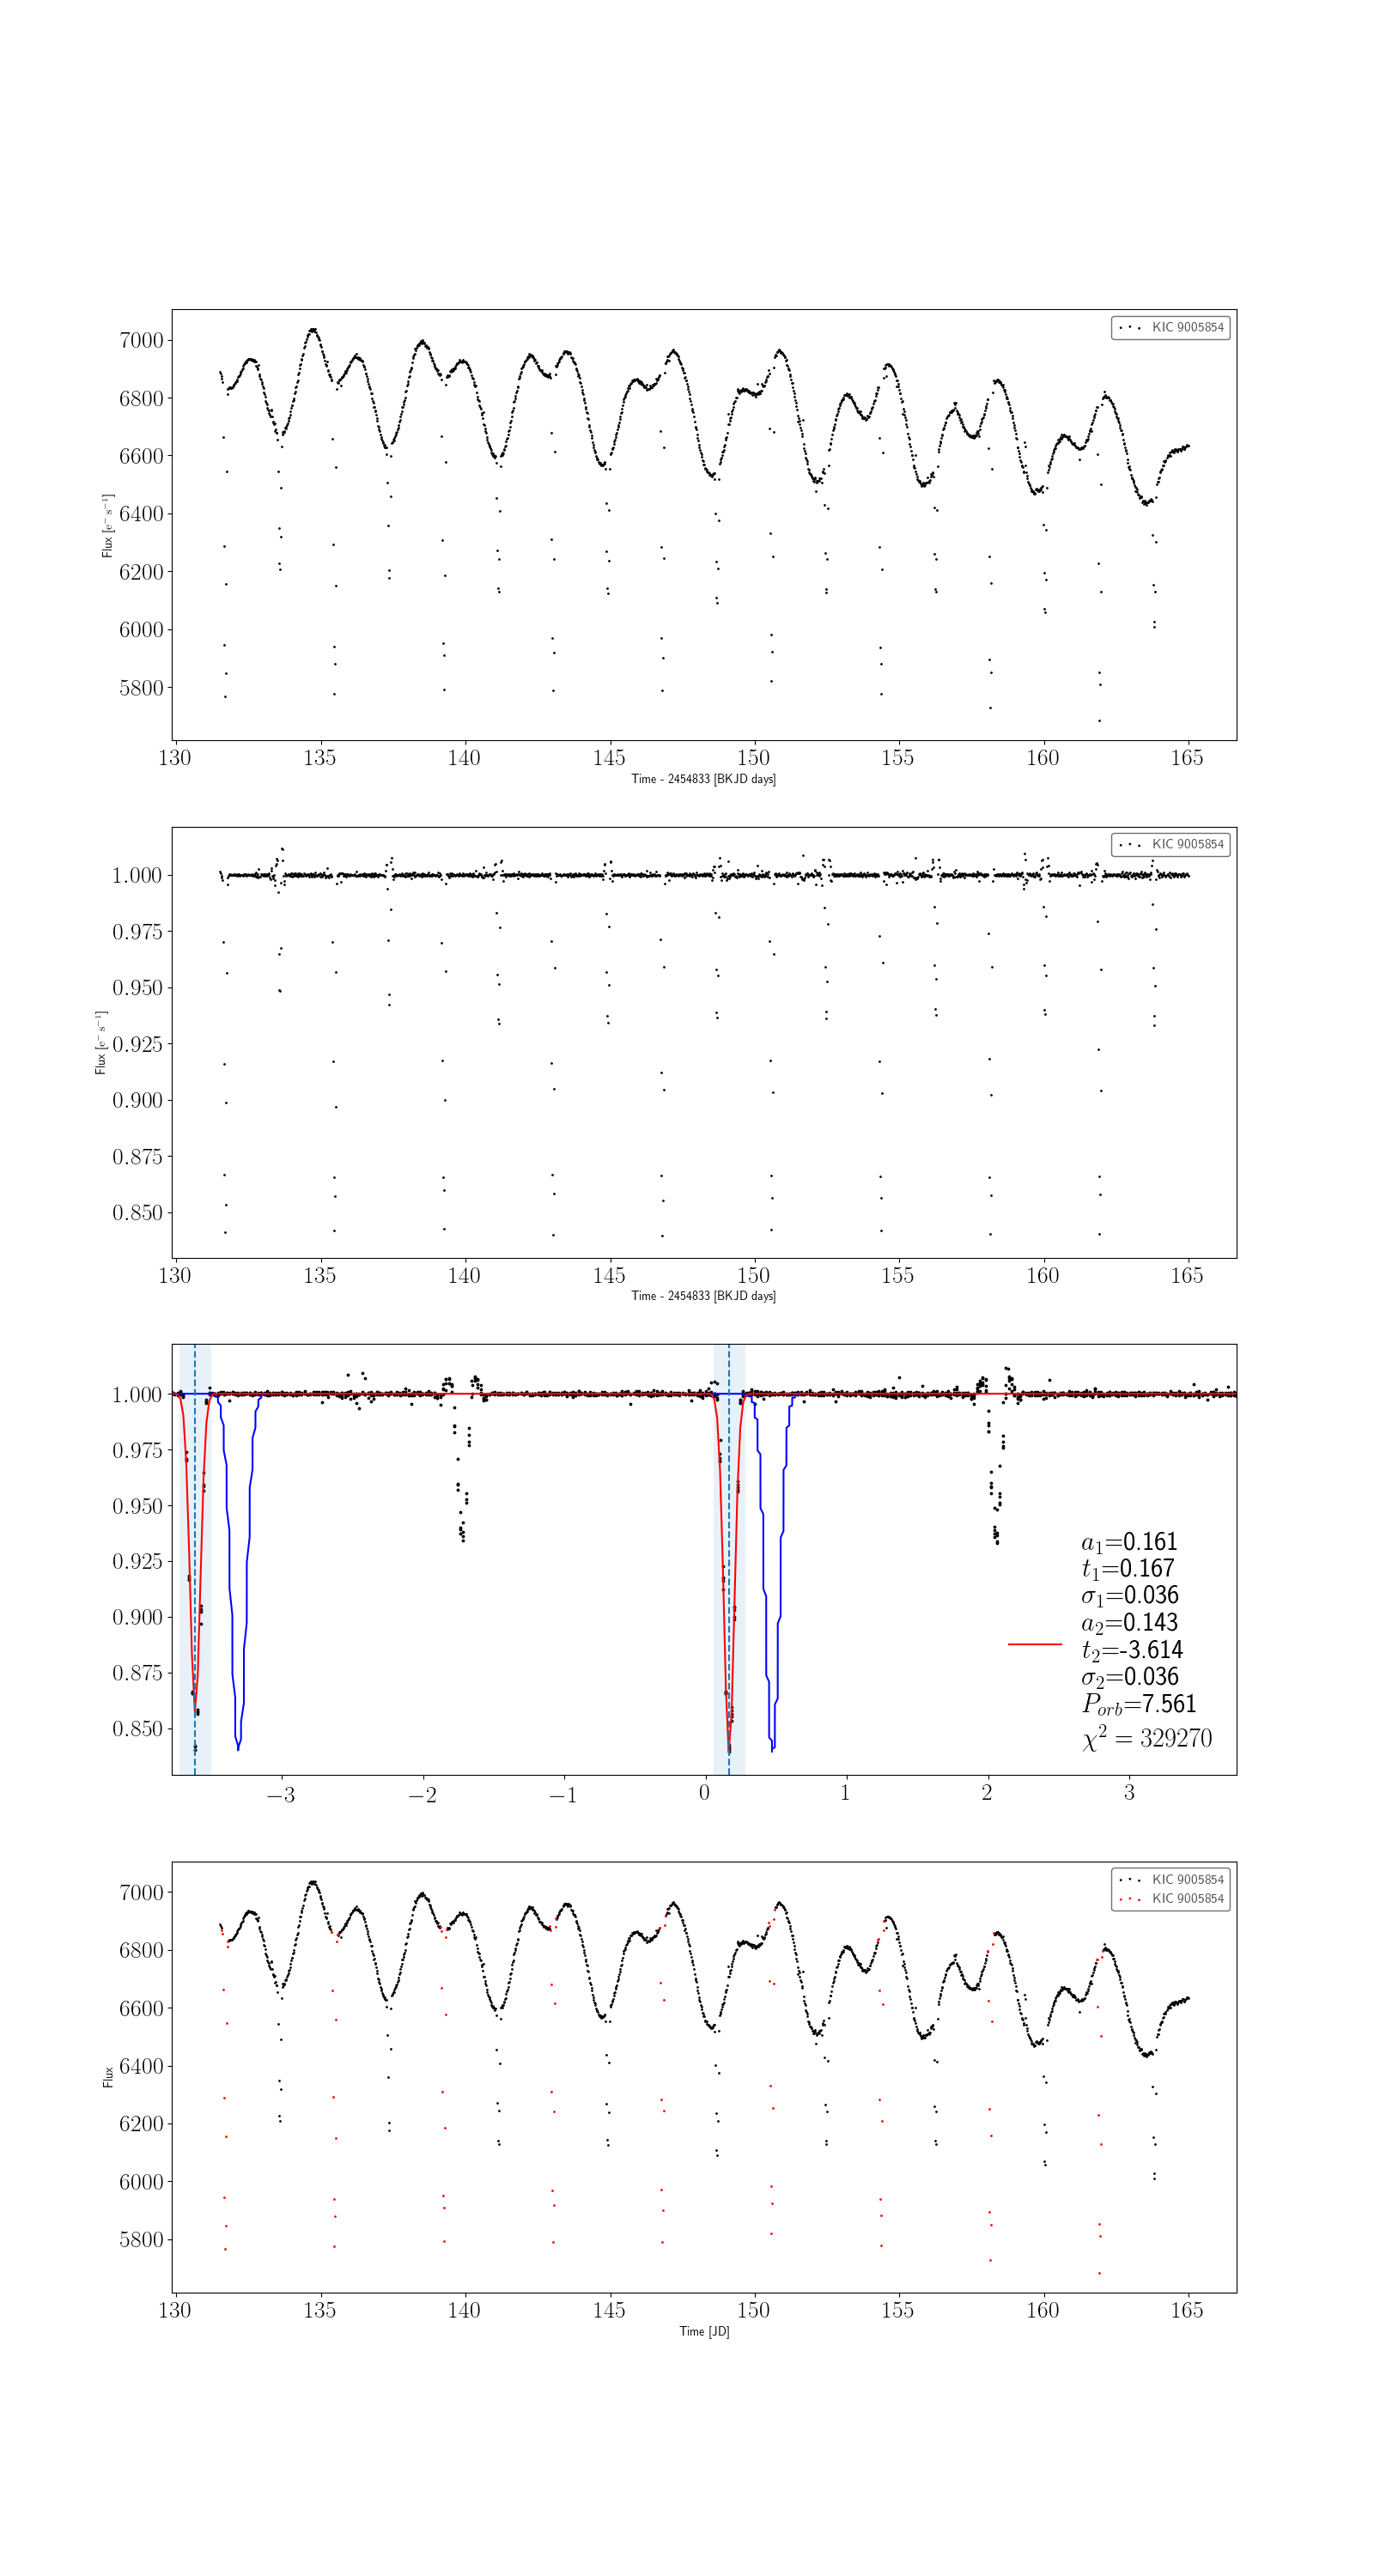 KIC 9005854
7000
6800
6600
6400
6200
6000
5800
Flux [e⁻ s⁻¹]
130 135 140 145 150 155 160 165
Time - 2454833 [BKJD days]
KIC 9005854
1.000
0.975
0.950
0.925
0.900
0.875
0.850
Flux [e⁻ s⁻¹]
130 135 140 145 150 155 160 165
Time - 2454833 [BKJD days]
1.000
0.975
0.950
0.925
0.900
0.875
0.850
a₁=0.161
t₁=0.167
σ₁=0.036
a₂=0.143
t₂=-3.614
σ₂=0.036
P_orb=7.561
χ² = 329270
−3 −2 −1 0 1 2 3
KIC 9005854
KIC 9005854
7000
6800
6600
6400
6200
6000
5800
Flux
130 135 140 145 150 155 160 165
Time [JD]